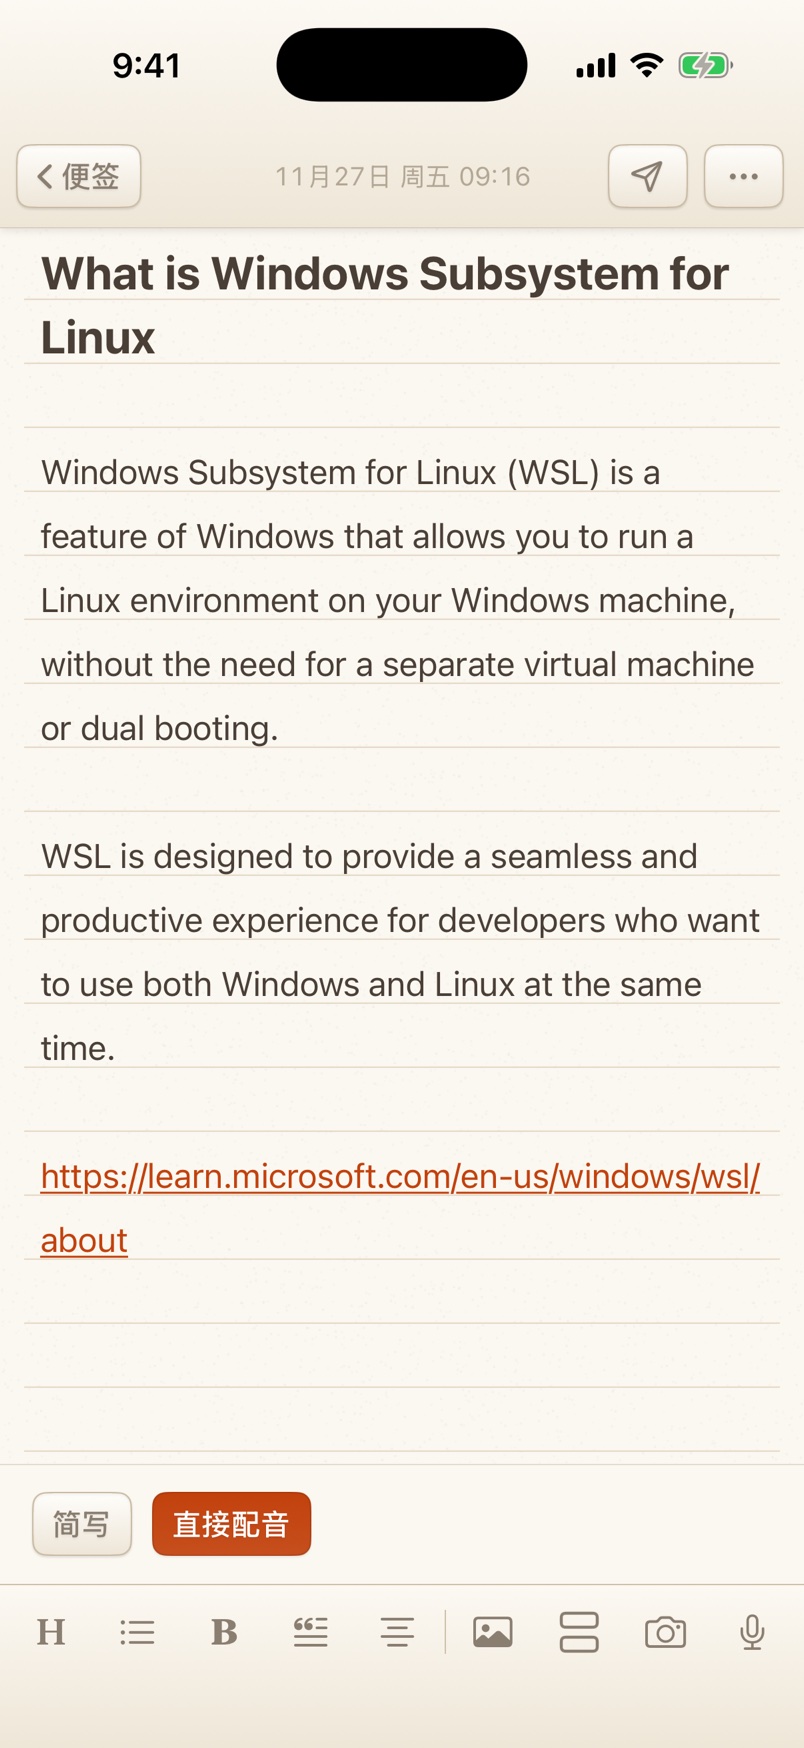 9:41
便签
11月27日 周五 09:16
What is Windows Subsystem for
Linux
Windows Subsystem for Linux (WSL) is a
feature of Windows that allows you to run a
Linux environment on your Windows machine,
without the need for a separate virtual machine
or dual booting.
WSL is designed to provide a seamless and
productive experience for developers who want
to use both Windows and Linux at the same
time.
https://learn.microsoft.com/en-us/windows/wsl/
about
简写 直接配音
H B